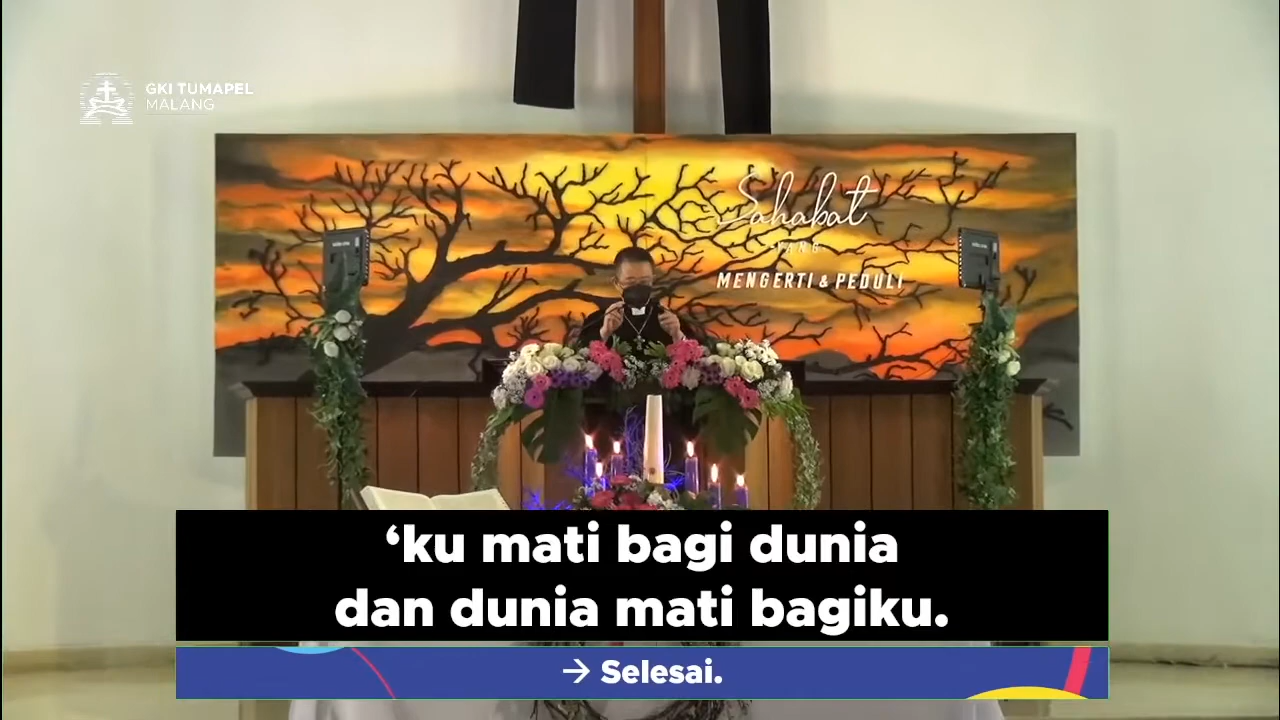 GKI TUMAPEL
MALANG
Sahabat
YANG
MENGERTI & PEDULI
‘ku mati bagi dunia
dan dunia mati bagiku.
→ Selesai.